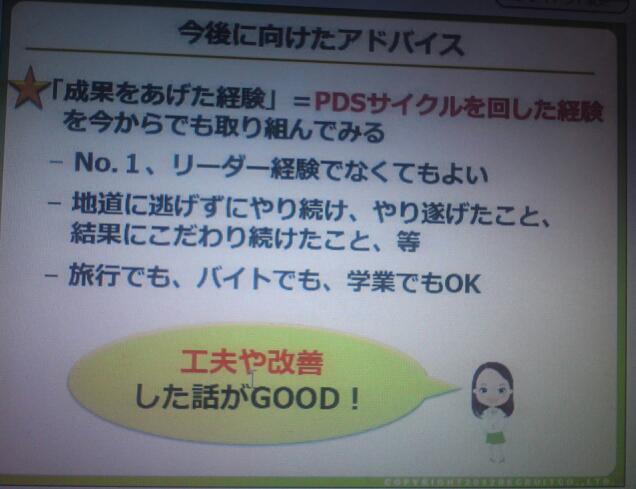 今後に向けたアドバイス
「成果をあげた経験」＝PDSサイクルを回した経験
を今からでも取り組んでみる
– No.１、リーダー経験でなくてもよい
– 地道に逃げずにやり続け、やり遂げたこと、
結果にこだわり続けたこと、等
– 旅行でも、バイトでも、学業でもOK
工夫や改善
した話がGOOD！
COPYRIGHT2012RECRUITCO.,LTD.